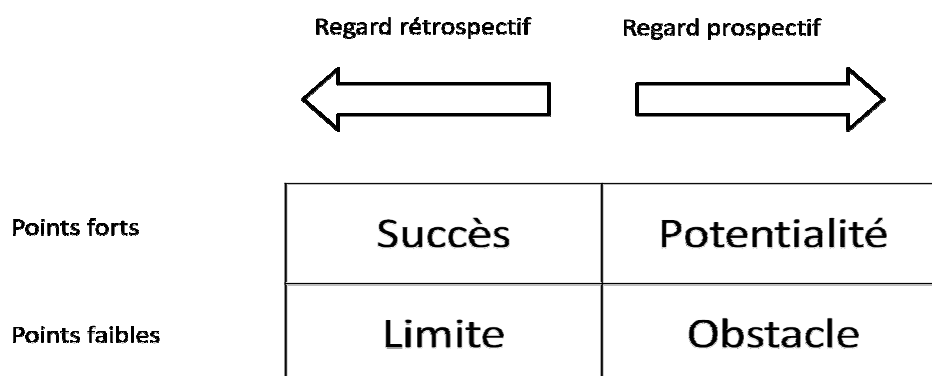 Regard rétrospectif Regard prospectif
Points forts Succès Potentialité
Points faibles Limite Obstacle